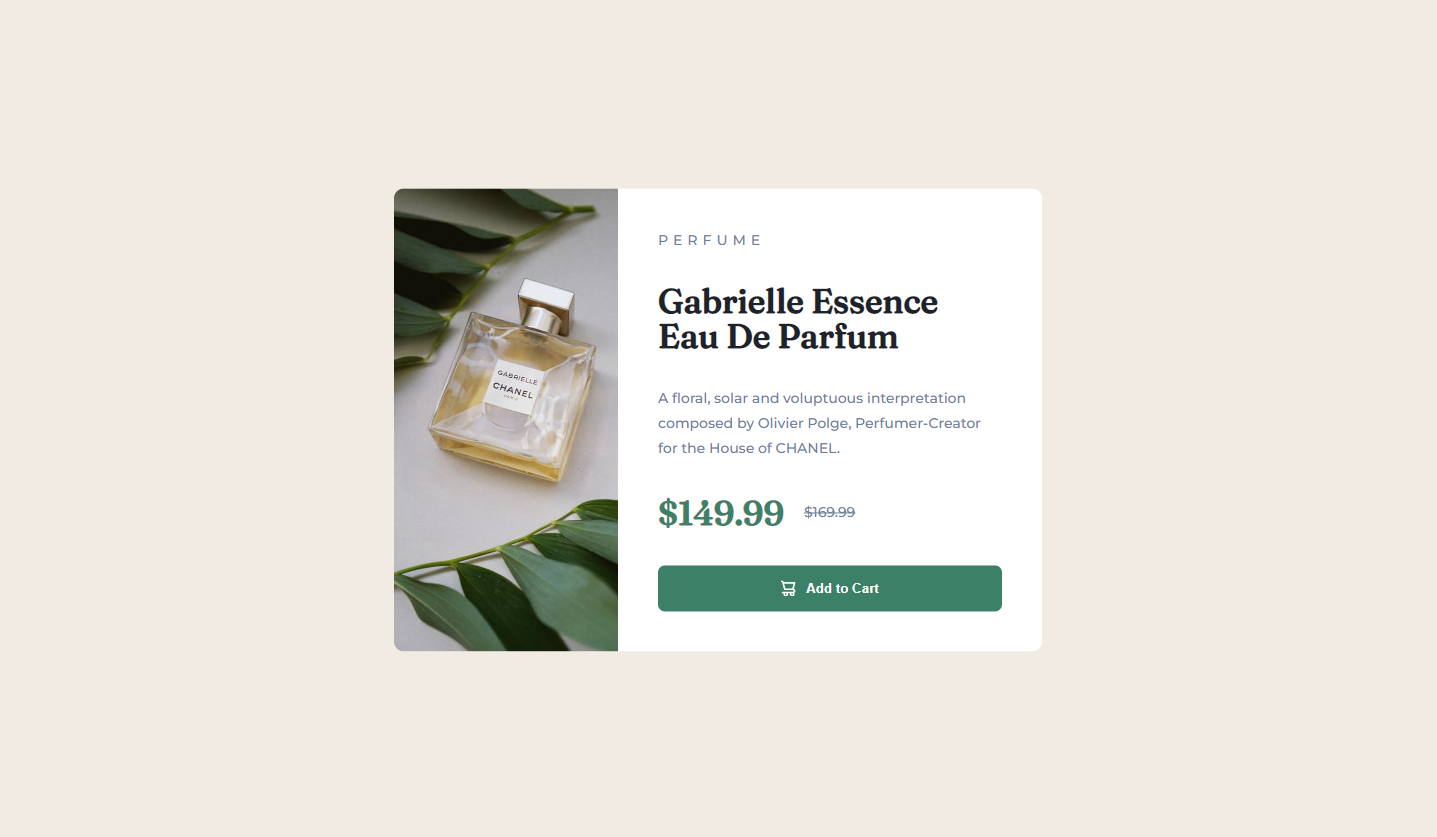 GABRIELLE
CHANEL
PARIS
PERFUME
Gabrielle Essence
Eau De Parfum
A floral, solar and voluptuous interpretation
composed by Olivier Polge, Perfumer-Creator
for the House of CHANEL.
$149.99 $169.99
Add to Cart